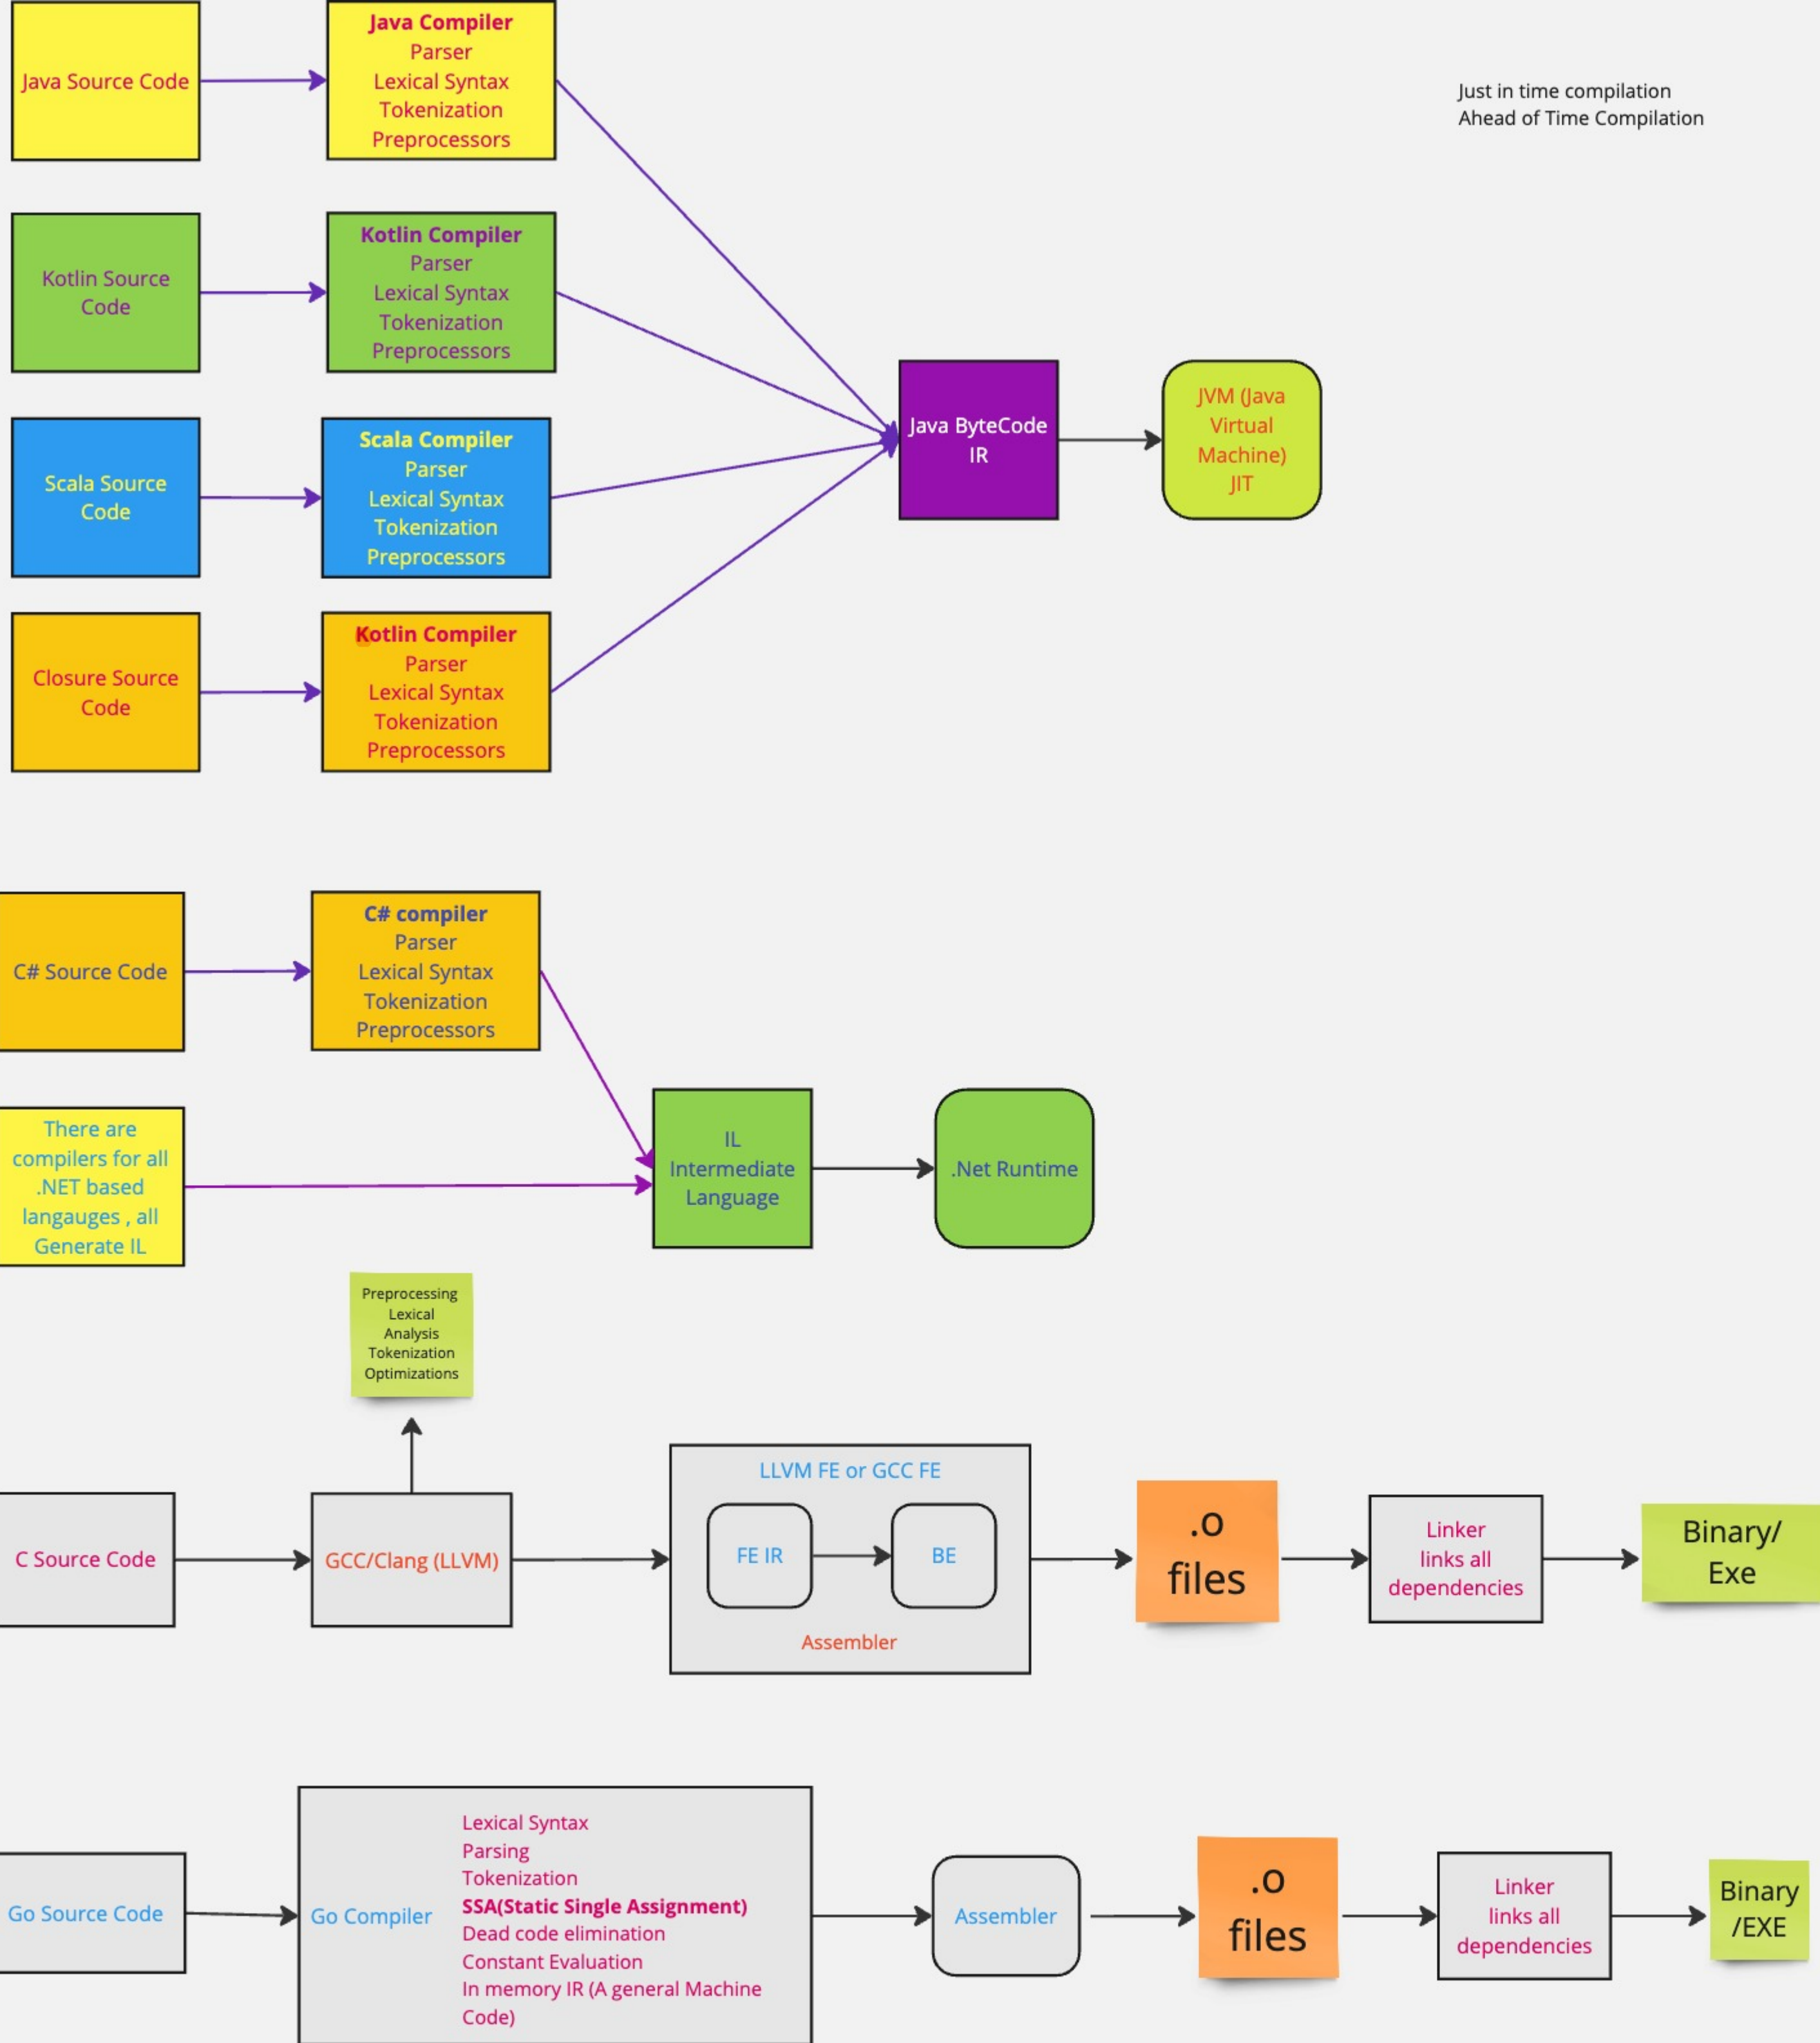 Java Source Code
Java Compiler
Parser
Lexical Syntax
Tokenization
Preprocessors
Just in time compilation
Ahead of Time Compilation
Kotlin Source
Code
Kotlin Compiler
Parser
Lexical Syntax
Tokenization
Preprocessors
Scala Source
Code
Scala Compiler
Parser
Lexical Syntax
Tokenization
Preprocessors
Java ByteCode
IR
JVM (Java
Virtual
Machine)
JIT
Closure Source
Code
Kotlin Compiler
Parser
Lexical Syntax
Tokenization
Preprocessors
C# Source Code
C# compiler
Parser
Lexical Syntax
Tokenization
Preprocessors
There are
compilers for all
.NET based
langauges , all
Generate IL
IL
Intermediate
Language
.Net Runtime
Preprocessing
Lexical
Analysis
Tokenization
Optimizations
C Source Code
GCC/Clang (LLVM)
LLVM FE or GCC FE
FE IR
BE
Assembler
.o
files
Linker
links all
dependencies
Binary/
Exe
Go Source Code
Go Compiler
Lexical Syntax
Parsing
Tokenization
SSA(Static Single Assignment)
Dead code elimination
Constant Evaluation
In memory IR (A general Machine
Code)
Assembler
.o
files
Linker
links all
dependencies
Binary
/EXE